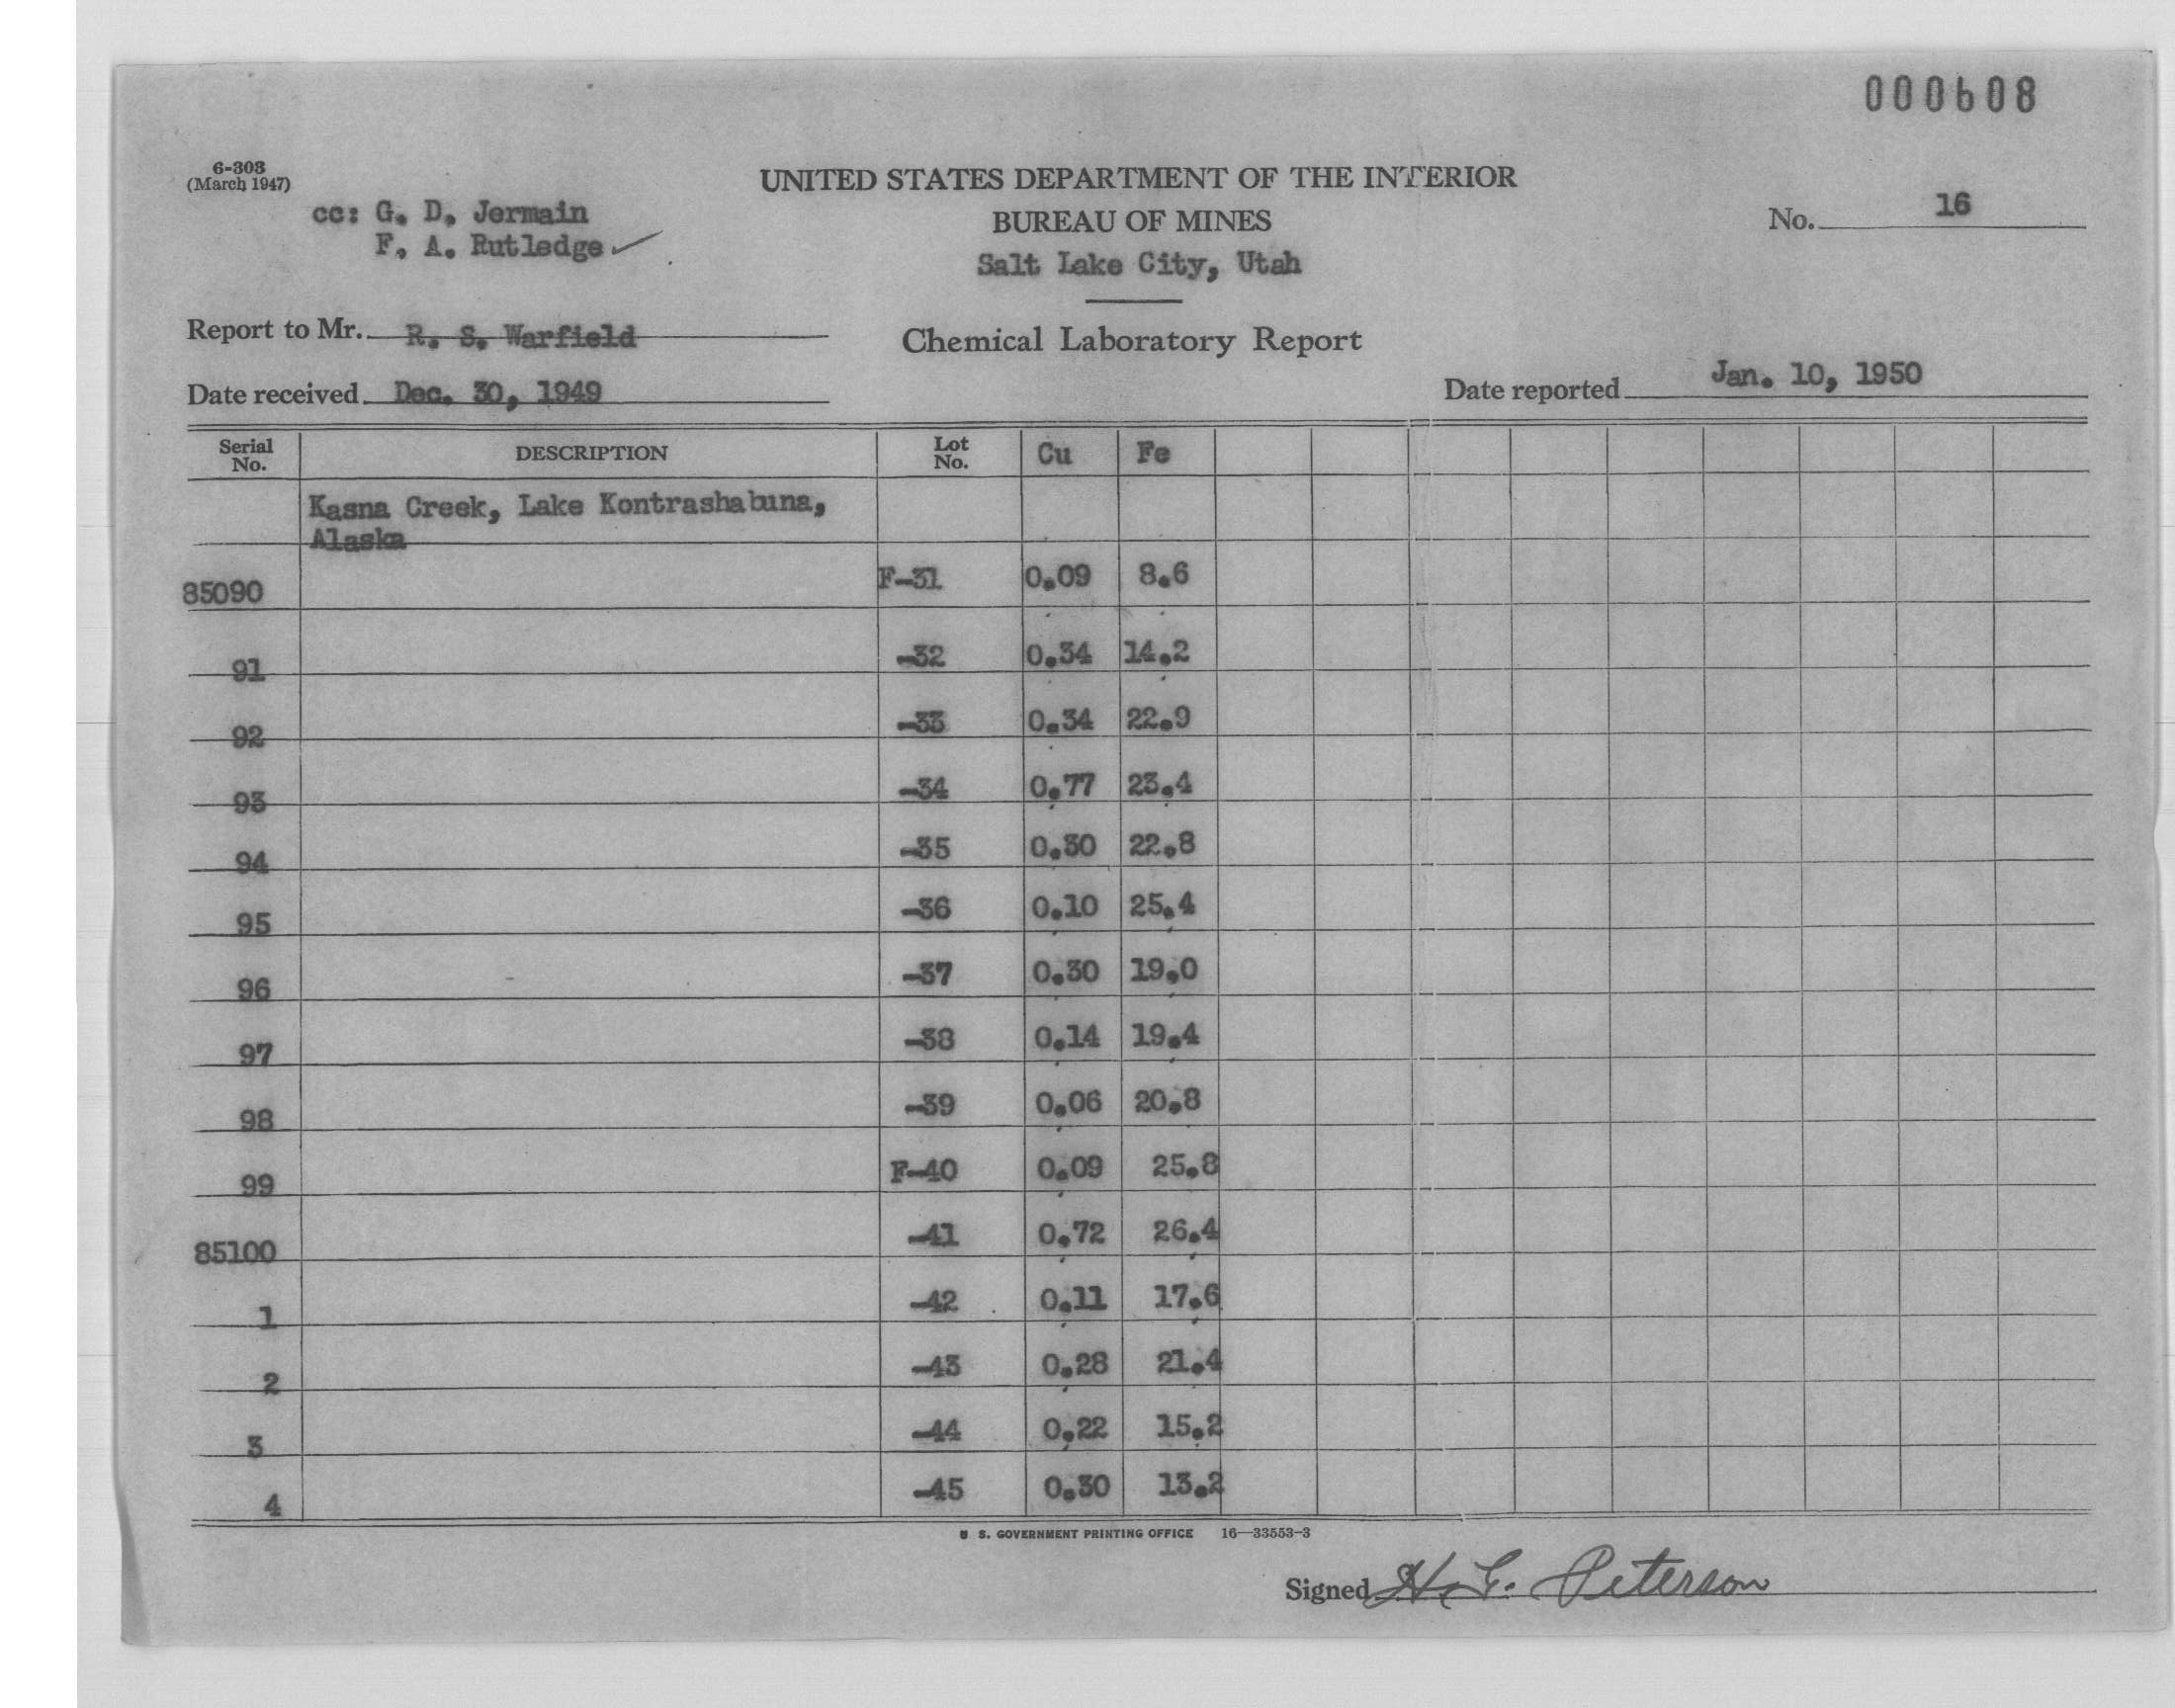 000608
6-303
(March 1947)
cc: G. D. Jermain
F. A. Rutledge
UNITED STATES DEPARTMENT OF THE INTERIOR
BUREAU OF MINES
Salt Lake City, Utah
No. 16
Report to Mr. R. S. Warfield
Chemical Laboratory Report
Date received Dec. 30, 1949
Date reported Jan. 10, 1950
Serial No. DESCRIPTION Lot No. Cu Fe
Kasna Creek, Lake Kontrashabuna,
Alaska
85090 F-31 0.09 8.6
91 -32 0.34 14.2
92 -33 0.34 22.9
93 -34 0.77 23.4
94 -35 0.30 22.8
95 -36 0.10 25.4
96 -37 0.30 19.0
97 -38 0.14 19.4
98 -39 0.06 20.8
99 F-40 0.09 25.8
85100 -41 0.72 26.4
1 -42 0.11 17.6
2 -43 0.28 21.4
3 -44 0.22 15.2
4 -45 0.30 13.2
U S. GOVERNMENT PRINTING OFFICE 16—33553-3
Signed H. G. Peterson